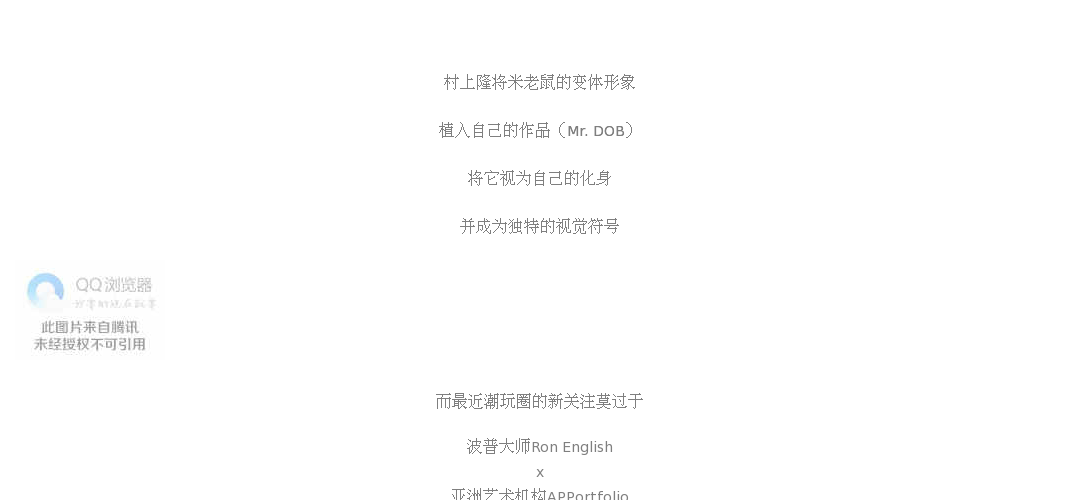 村上隆将米老鼠的变体形象
植入自己的作品（Mr. DOB）
将它视为自己的化身
并成为独特的视觉符号
QQ浏览器
此图片来自腾讯
未经授权不可引用
而最近潮玩圈的新关注莫过于
波普大师Ron English
x
亚洲艺术机构APPortfolio